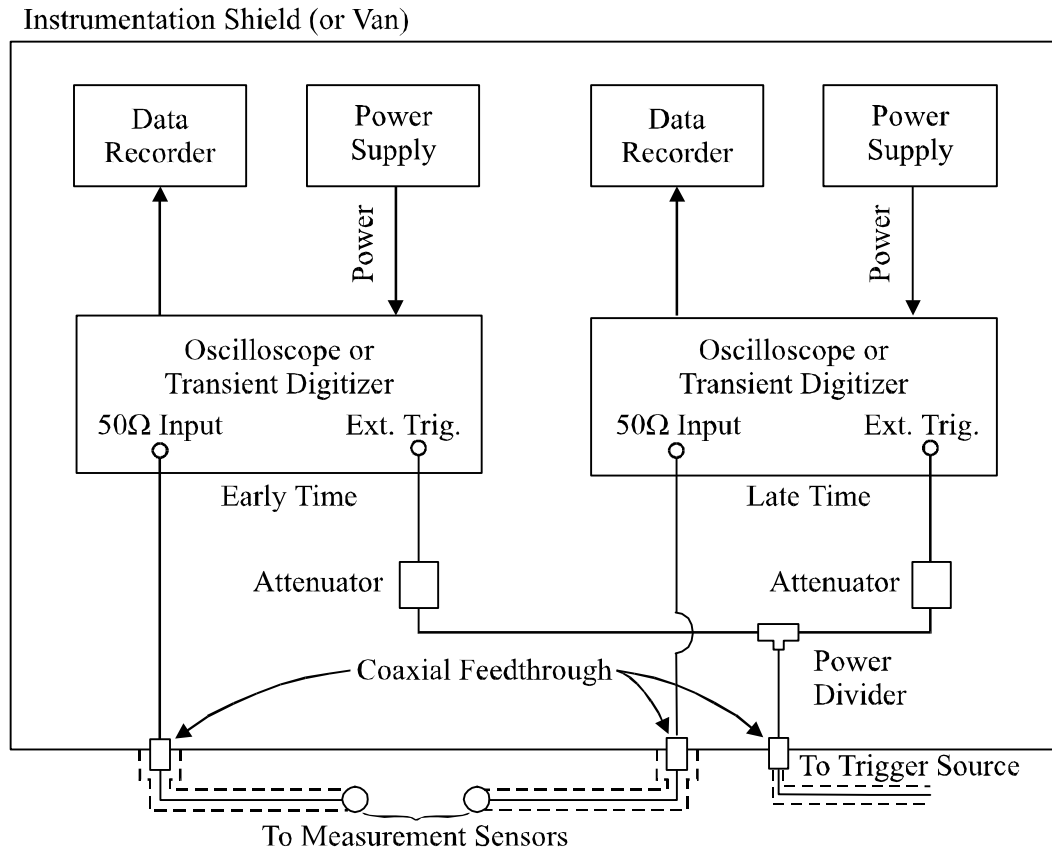 Instrumentation Shield (or Van)
Data
Recorder
Power
Supply
Data
Recorder
Power
Supply
Power
Power
Oscilloscope or
Transient Digitizer
50Ω Input
Ext. Trig.
Oscilloscope or
Transient Digitizer
50Ω Input
Ext. Trig.
Early Time
Late Time
Attenuator
Attenuator
Coaxial Feedthrough
Power
Divider
To Trigger Source
To Measurement Sensors